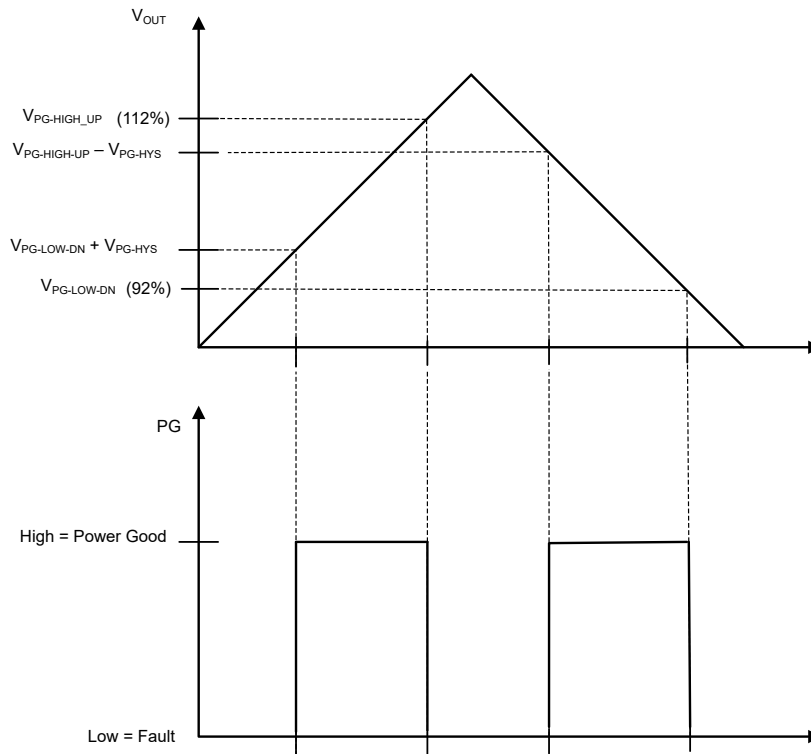 VOUT
VPG-HIGH_UP (112%)
VPG-HIGH-UP – VPG-HYS
VPG-LOW-DN + VPG-HYS
VPG-LOW-DN (92%)
PG
High = Power Good
Low = Fault